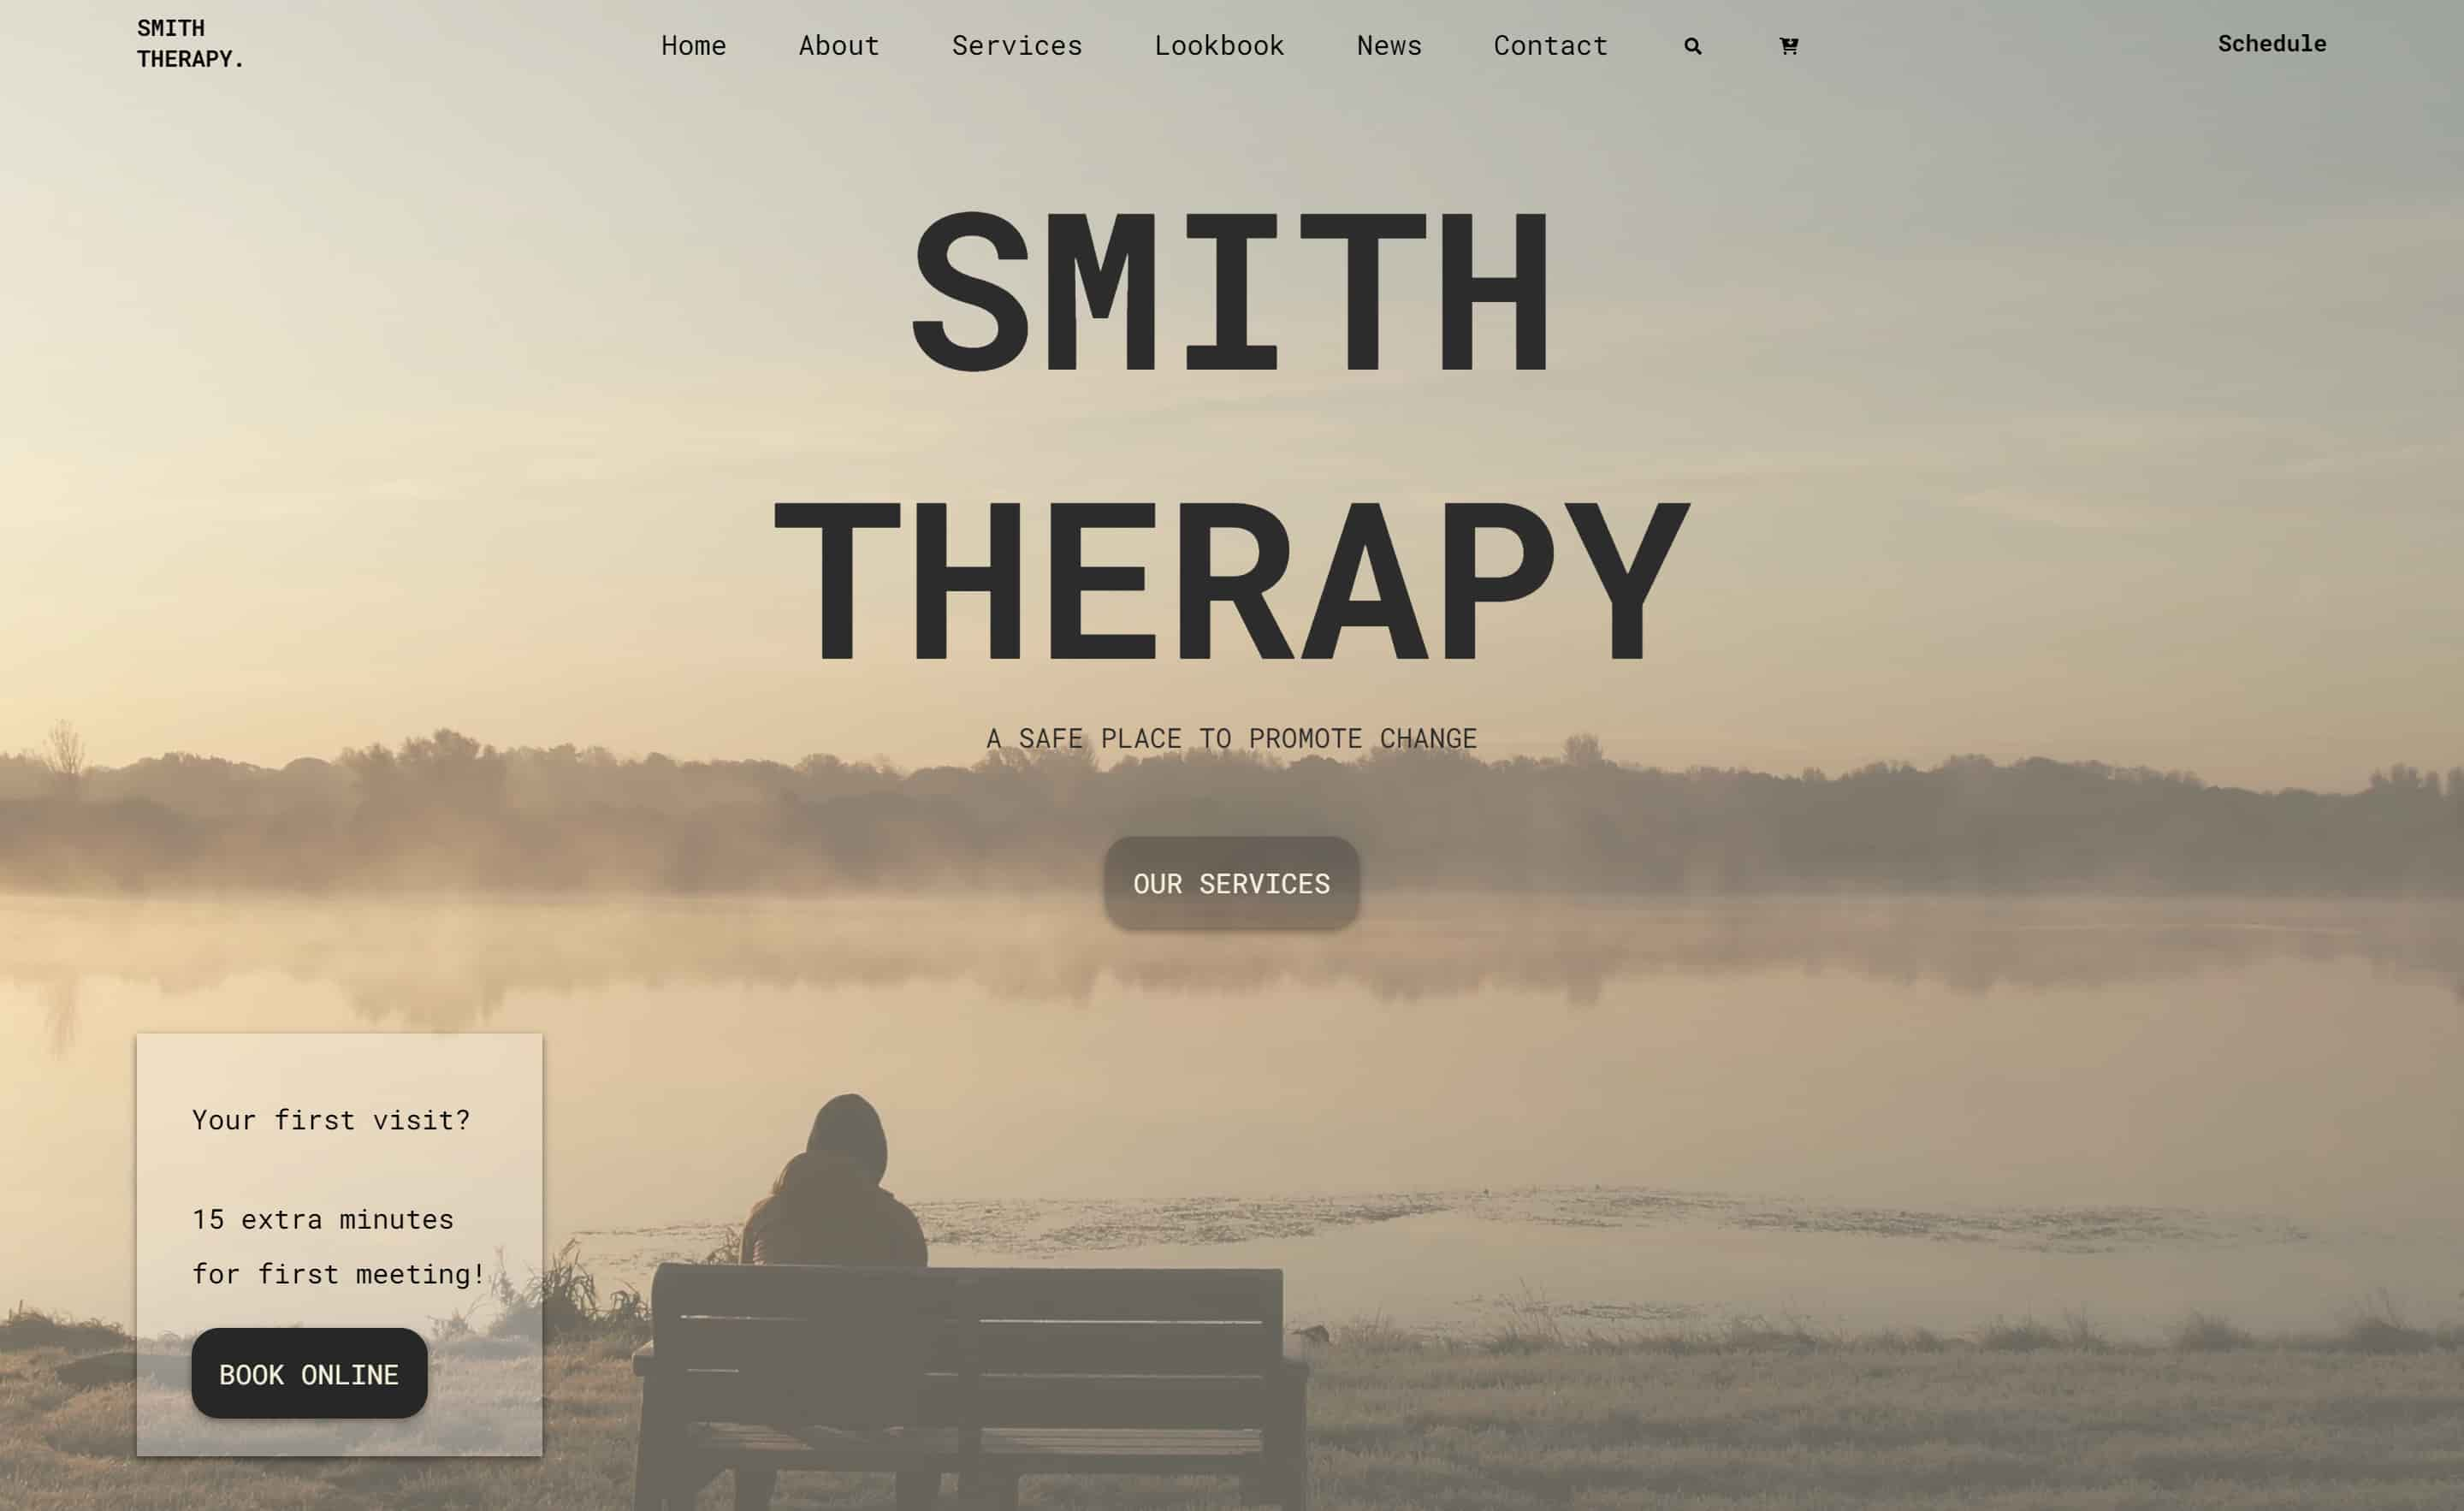 SMITH
THERAPY.
Home About Services Lookbook News Contact
Schedule
SMITH
THERAPY
A SAFE PLACE TO PROMOTE CHANGE
OUR SERVICES
Your first visit?
15 extra minutes
for first meeting!
BOOK ONLINE